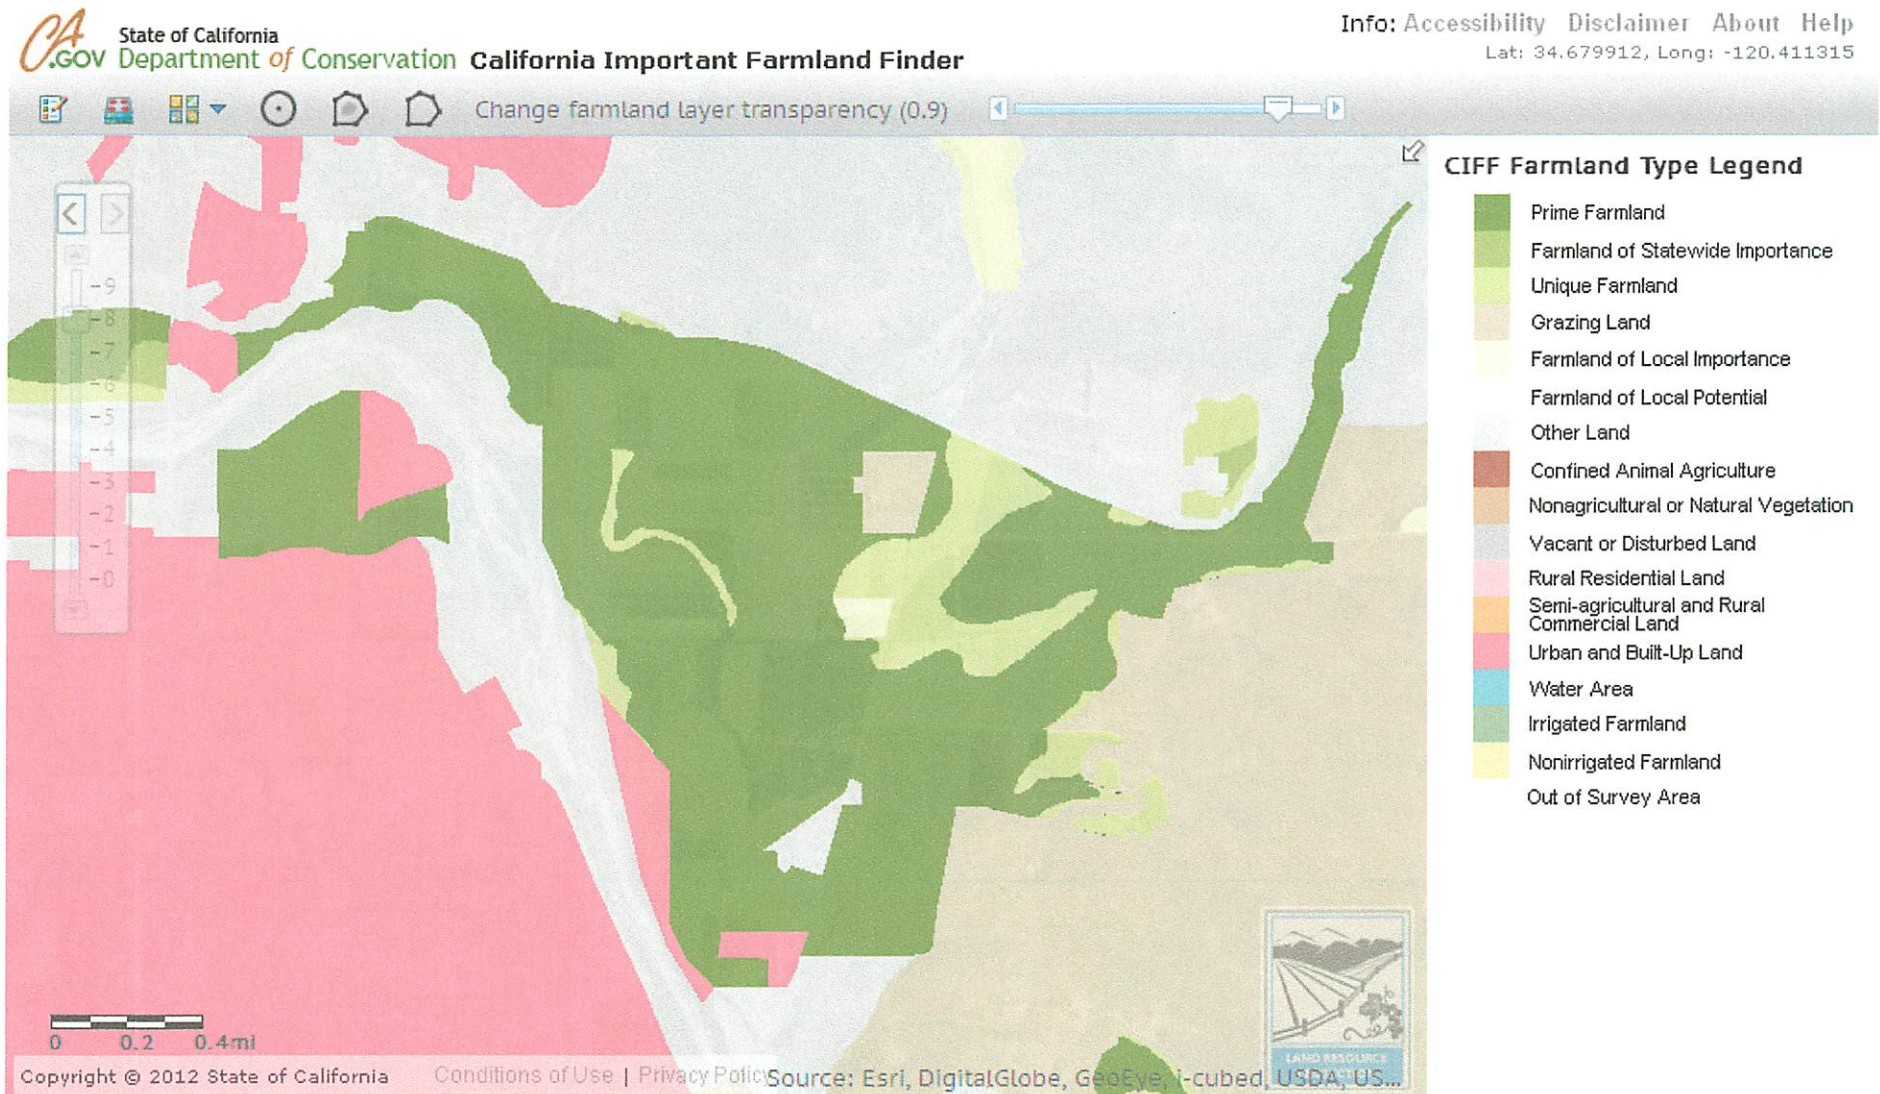 Info: Accessibility Disclaimer About Help
Lat: 34.679912, Long: -120.411315
CA
.GOV
State of California
Department of Conservation
California Important Farmland Finder
Change farmland layer transparency (0.9)
CIFF Farmland Type Legend
Prime Farmland
Farmland of Statewide Importance
Unique Farmland
Grazing Land
Farmland of Local Importance
Farmland of Local Potential
Other Land
Confined Animal Agriculture
Nonagricultural or Natural Vegetation
Vacant or Disturbed Land
Rural Residential Land
Semi-agricultural and Rural
Commercial Land
Urban and Built-Up Land
Water Area
Irrigated Farmland
Nonirrigated Farmland
Out of Survey Area
-9
-8
-7
-6
-5
-4
-3
-2
-1
-0
0 0.2 0.4mi
LAND RESOURCE
Copyright © 2012 State of California Conditions of Use | Privacy Policy
Source: Esri, DigitalGlobe, GeoEye, i-cubed, USDA, US...